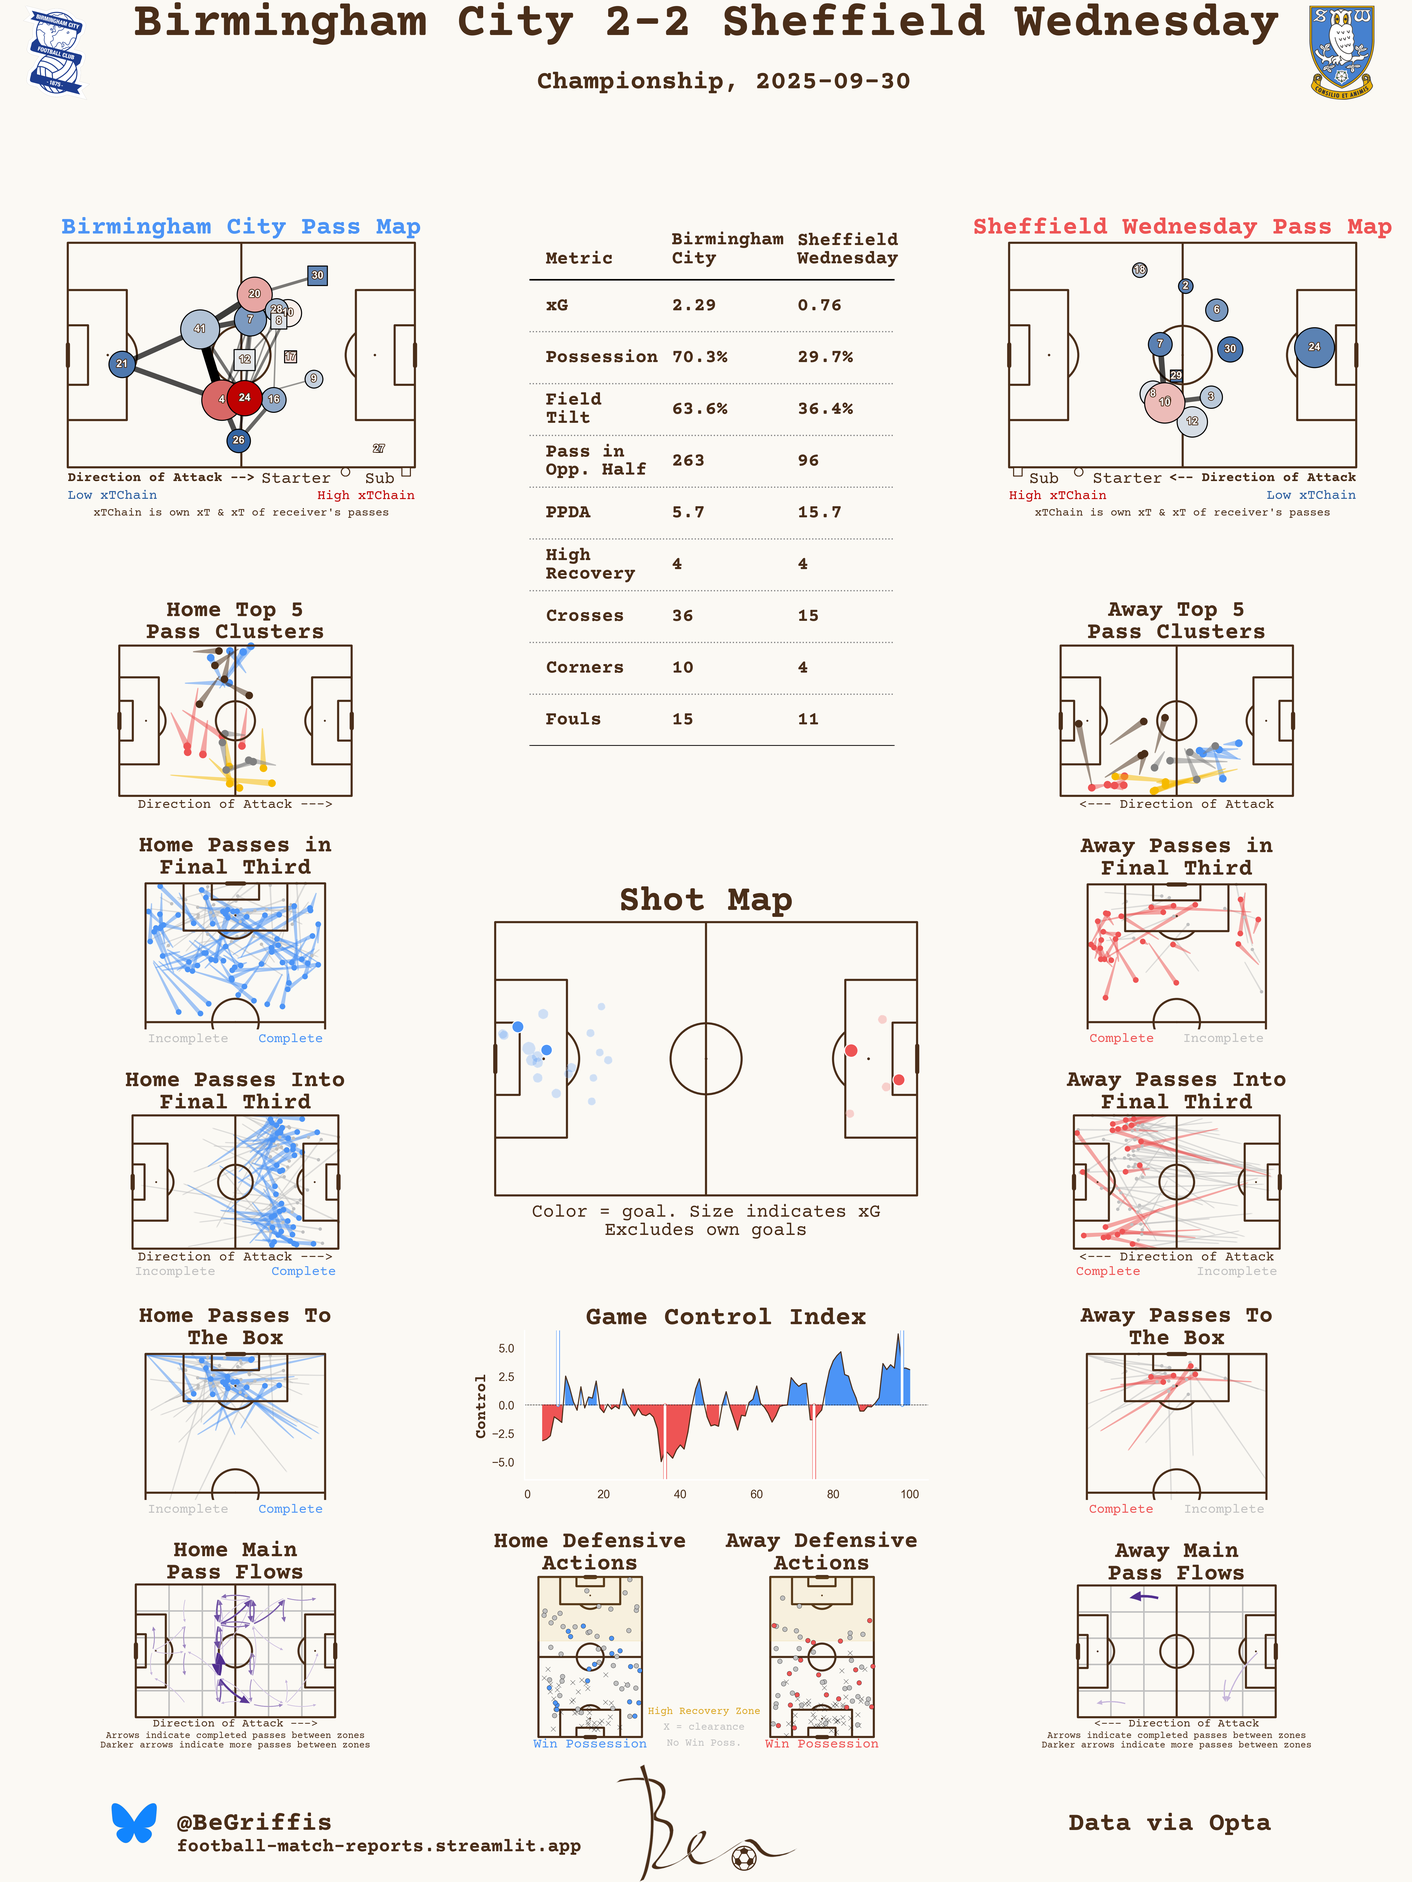 Birmingham City 2-2 Sheffield Wednesday
Championship, 2025-09-30
BIRMINGHAM CITY
FOOTBALL CLUB
1875
S W
CONSILIO ET ANIMIS
Birmingham City Pass Map
30
20
28
10
7
8
41
12
17
21
9
4
24
16
26
27
Direction of Attack --> Starter Sub
Low xTChain High xTChain
xTChain is own xT & xT of receiver's passes
Metric Birmingham City Sheffield Wednesday
xG 2.29 0.76
Possession 70.3% 29.7%
Field Tilt 63.6% 36.4%
Pass in Opp. Half 263 96
PPDA 5.7 15.7
High Recovery 4 4
Crosses 36 15
Corners 10 4
Fouls 15 11
Sheffield Wednesday Pass Map
18
2
6
7
30
24
29
8
10
3
12
Sub Starter <-- Direction of Attack
High xTChain Low xTChain
xTChain is own xT & xT of receiver's passes
Home Top 5
Pass Clusters
Direction of Attack --->
Away Top 5
Pass Clusters
<--- Direction of Attack
Home Passes in
Final Third
Incomplete Complete
Shot Map
Color = goal. Size indicates xG
Excludes own goals
Away Passes in
Final Third
Complete Incomplete
Home Passes Into
Final Third
Direction of Attack --->
Incomplete Complete
Away Passes Into
Final Third
<--- Direction of Attack
Complete Incomplete
Home Passes To
The Box
Incomplete Complete
Game Control Index
Control
5.0
2.5
0.0
−2.5
−5.0
0 20 40 60 80 100
Away Passes To
The Box
Complete Incomplete
Home Main
Pass Flows
Direction of Attack --->
Arrows indicate completed passes between zones
Darker arrows indicate more passes between zones
Home Defensive
Actions
Win Possession
High Recovery Zone
X = clearance
No Win Poss.
Away Defensive
Actions
Win Possession
Away Main
Pass Flows
<--- Direction of Attack
Arrows indicate completed passes between zones
Darker arrows indicate more passes between zones
@BeGriffis
football-match-reports.streamlit.app
Ben
Data via Opta